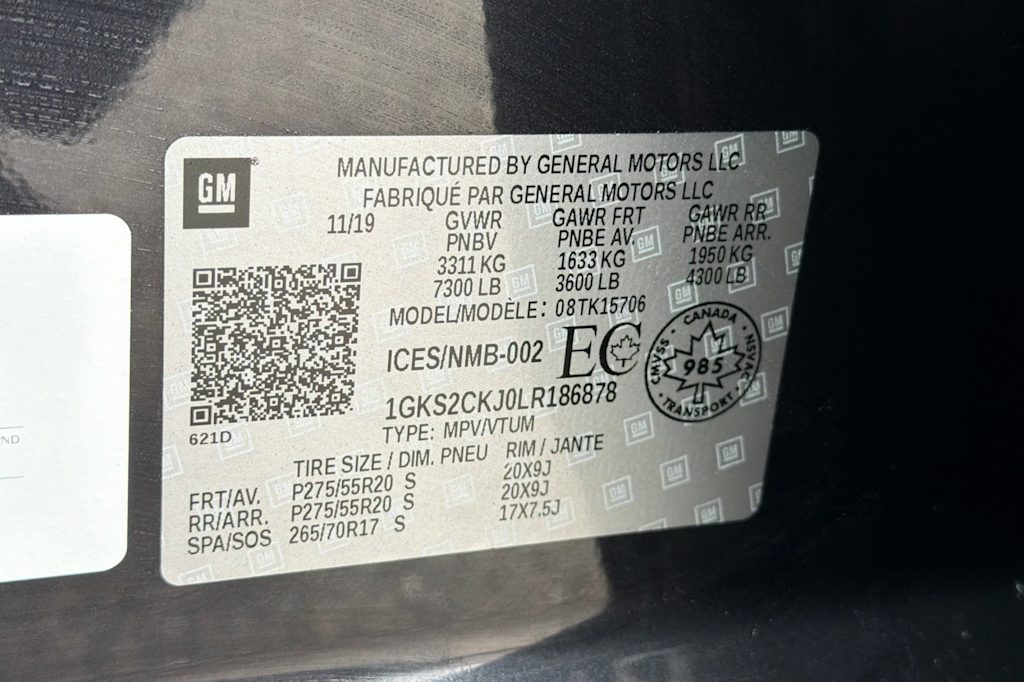 GM
MANUFACTURED BY GENERAL MOTORS LLC
FABRIQUÉ PAR GENERAL MOTORS LLC
11/19 GVWR GAWR FRT GAWR RR
PNBV PNBE AV. PNBE ARR.
3311 KG 1633 KG 1950 KG
7300 LB 3600 LB 4300 LB
MODEL/MODÈLE: 08TK15706
ICES/NMB-002 EC
CANADA
CMVSS NSVAC
985
TRANSPORT
1GKS2CKJ0LR186878
621D
TYPE: MPV/VTUM
TIRE SIZE / DIM. PNEU RIM / JANTE
FRT/AV. P275/55R20 S 20X9J
RR/ARR. P275/55R20 S 20X9J
SPA/SOS 265/70R17 S 17X7.5J